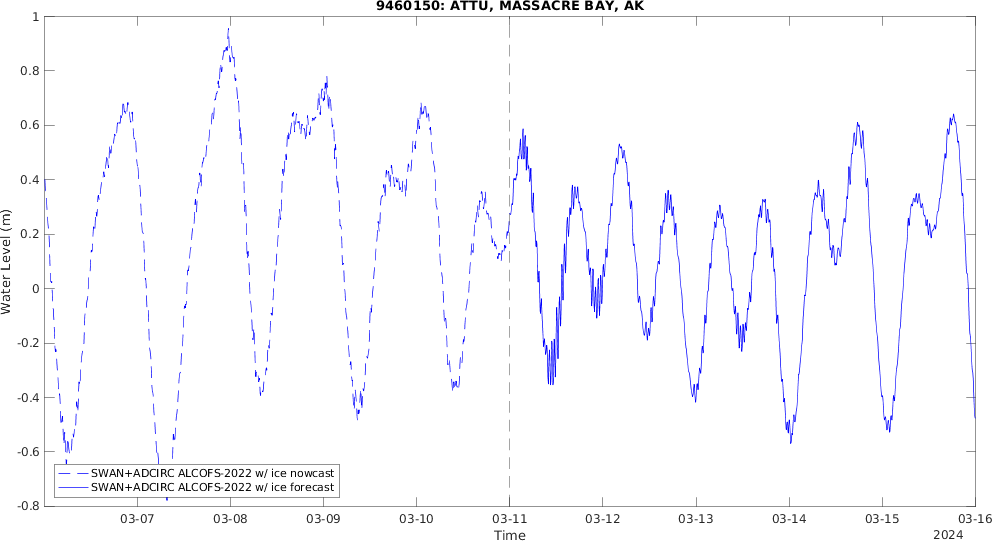 9460150: ATTU, MASSACRE BAY, AK
Water Level (m)
1
0.8
0.6
0.4
0.2
0
-0.2
-0.4
-0.6
-0.8
SWAN+ADCIRC ALCOFS-2022 w/ ice nowcast
SWAN+ADCIRC ALCOFS-2022 w/ ice forecast
03-07 03-08 03-09 03-10 03-11 03-12 03-13 03-14 03-15 03-16
Time
2024